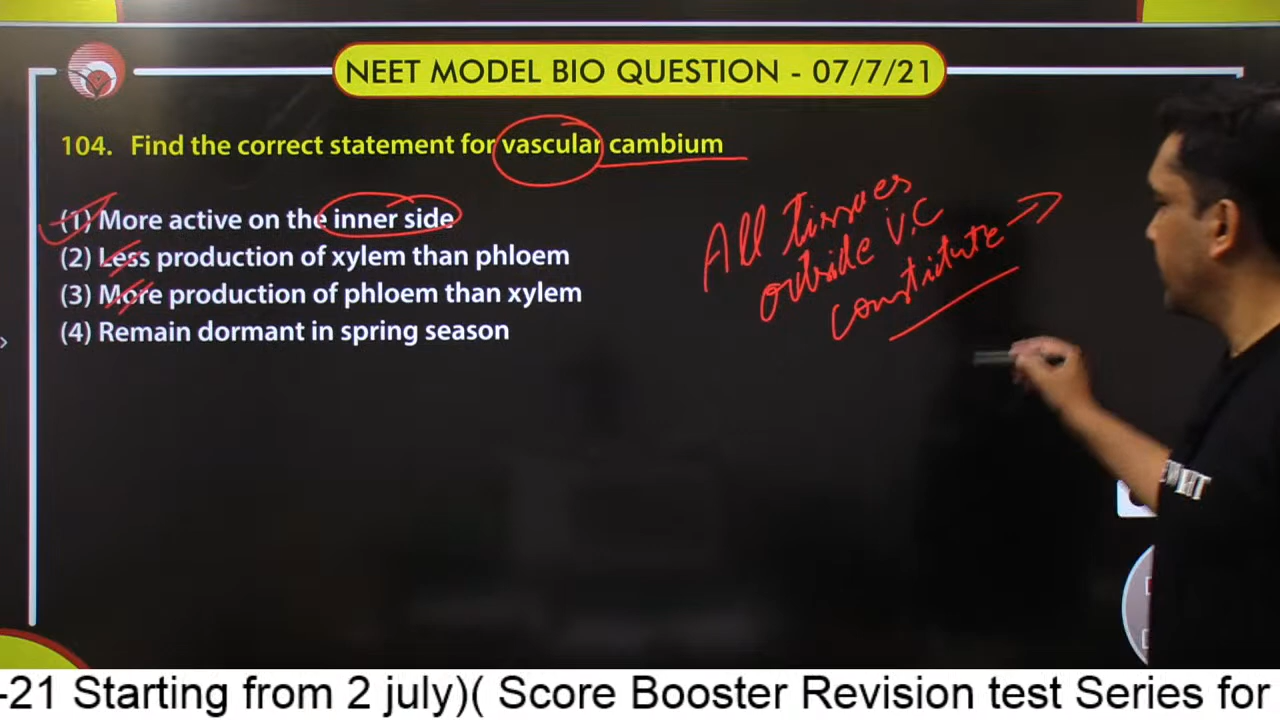 NEET MODEL BIO QUESTION - 07/7/21
104. Find the correct statement for vascular cambium
(1) More active on the inner side
(2) Less production of xylem than phloem
(3) More production of phloem than xylem
(4) Remain dormant in spring season
All tissues
outside V.C
constitute →
-21 Starting from 2 july)( Score Booster Revision test Series for